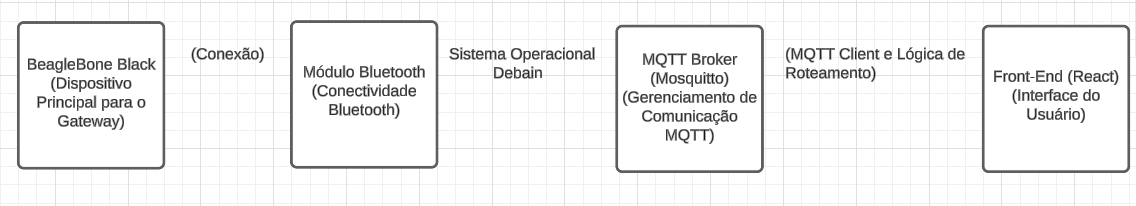 BeagleBone Black
(Dispositivo
Principal para o
Gateway)
(Conexão)
Módulo Bluetooth
(Conectividade
Bluetooth)
Sistema Operacional
Debain
MQTT Broker
(Mosquitto)
(Gerenciamento de
Comunicação
MQTT)
(MQTT Client e Lógica de
Roteamento)
Front-End (React)
(Interface do
Usuário)